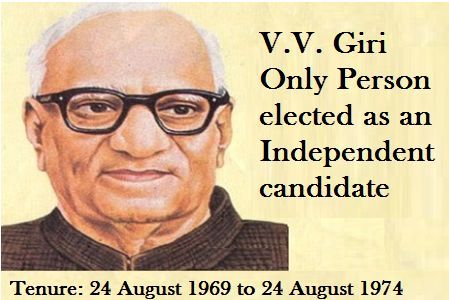 V.V. Giri
Only Person
elected as an
Independent
candidate
Tenure: 24 August 1969 to 24 August 1974